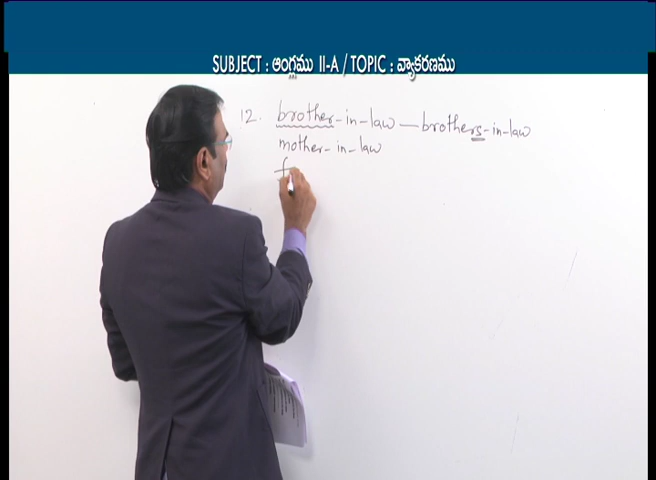 SUBJECT : ఆంగ్లము II-A / TOPIC : వ్యాకరణము
12. brother-in-law — brothers-in-law
mother-in-law
f